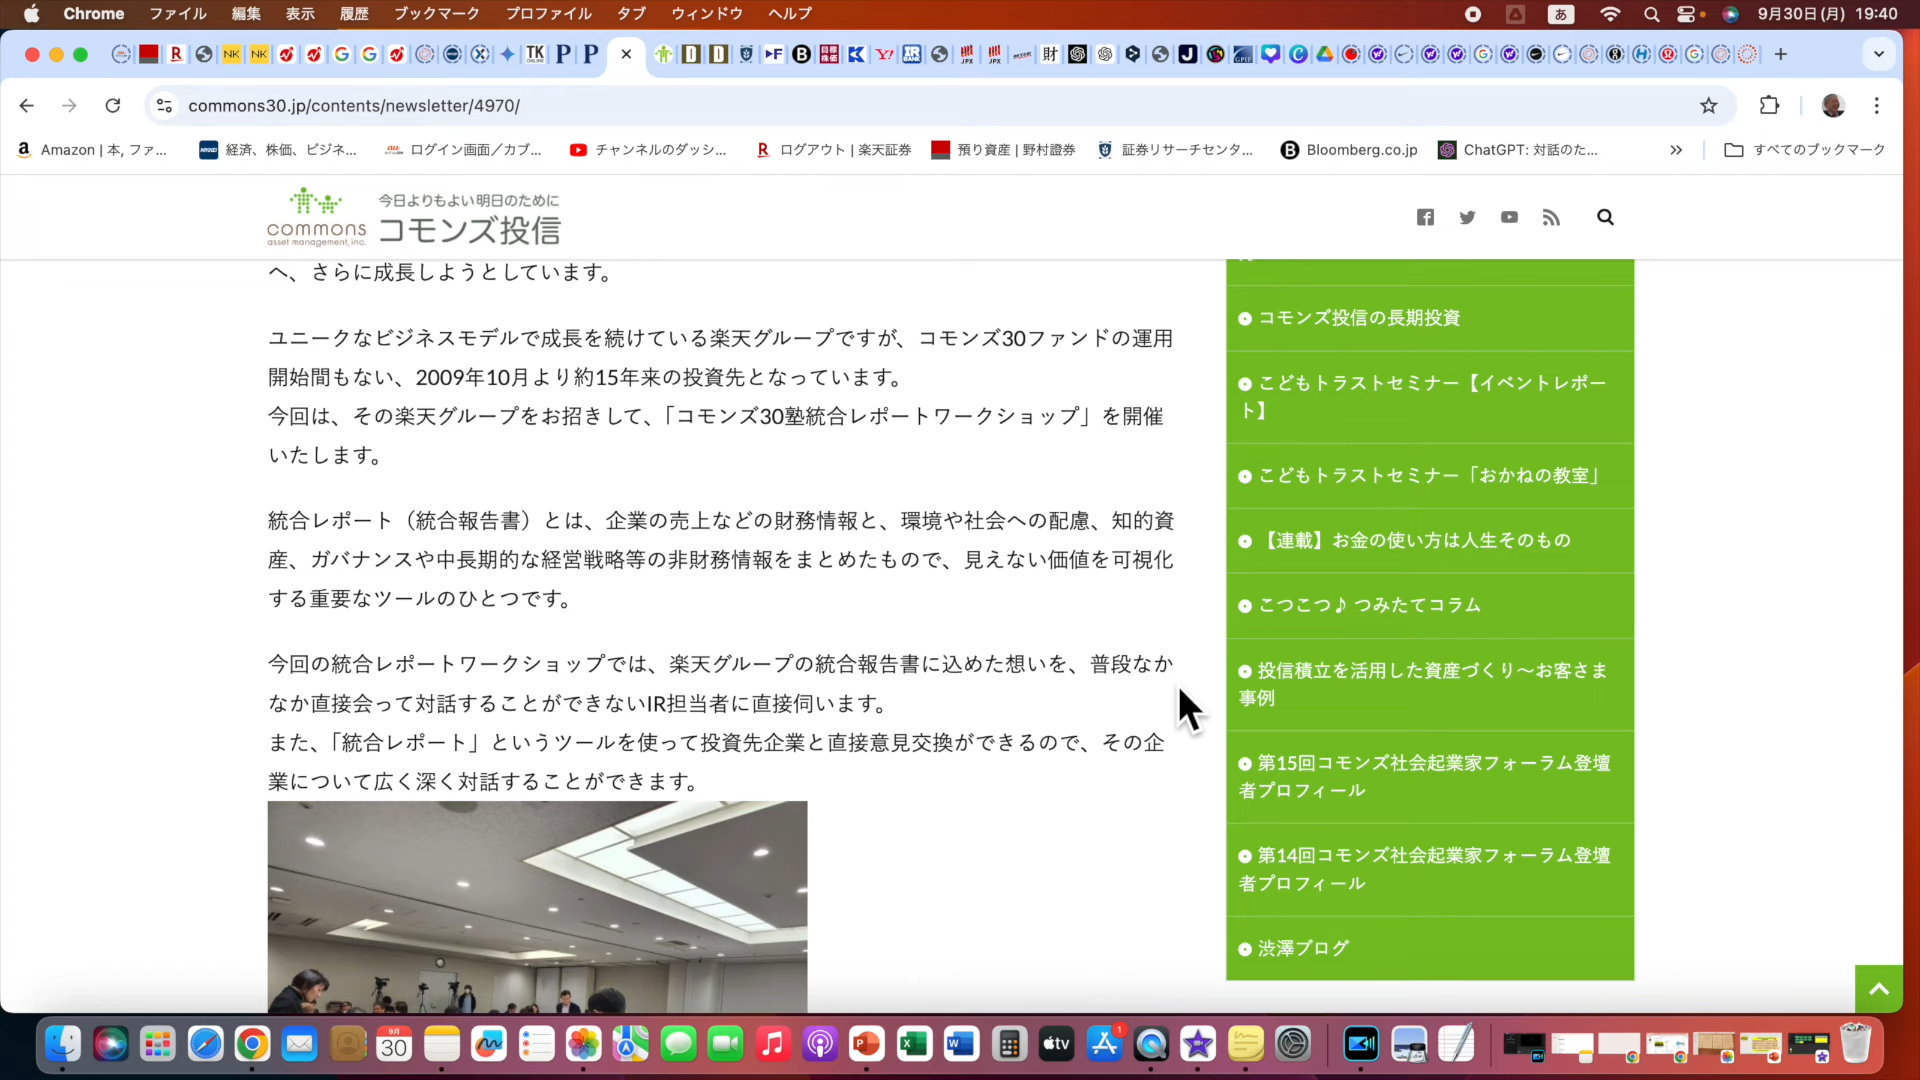 Chrome ファイル 編集 表示 履歴 ブックマーク プロファイル タブ ウィンドウ ヘルプ あ 9月30日(月) 19:40
commons30.jp/contents/newsletter/4970/
Amazon | 本, ファ... 経済、株価、ビジネ... ログイン画面／カブ... チャンネルのダッシ... ログアウト | 楽天証券 預り資産 | 野村證券 証券リサーチセンタ... Bloomberg.co.jp ChatGPT: 対話のた... すべてのブックマーク
今日よりもよい明日のために
commons
asset management, inc.
コモンズ投信
へ、さらに成長しようとしています。
ユニークなビジネスモデルで成長を続けている楽天グループですが、コモンズ30ファンドの運用
開始間もない、2009年10月より約15年来の投資先となっています。
今回は、その楽天グループをお招きして、「コモンズ30塾統合レポートワークショップ」を開催
いたします。
統合レポート（統合報告書）とは、企業の売上などの財務情報と、環境や社会への配慮、知的資
産、ガバナンスや中長期的な経営戦略等の非財務情報をまとめたもので、見えない価値を可視化
する重要なツールのひとつです。
今回の統合レポートワークショップでは、楽天グループの統合報告書に込めた想いを、普段なか
なか直接会って対話することができないIR担当者に直接伺います。
また、「統合レポート」というツールを使って投資先企業と直接意見交換ができるので、その企
業について広く深く対話することができます。
コモンズ投信の長期投資
こどもトラストセミナー【イベントレポー
ト】
こどもトラストセミナー「おかねの教室」
【連載】お金の使い方は人生そのもの
こつこつ♪つみたてコラム
投信積立を活用した資産づくり〜お客さま
事例
第15回コモンズ社会起業家フォーラム登壇
者プロフィール
第14回コモンズ社会起業家フォーラム登壇
者プロフィール
渋澤ブログ
9月
30
tv
1